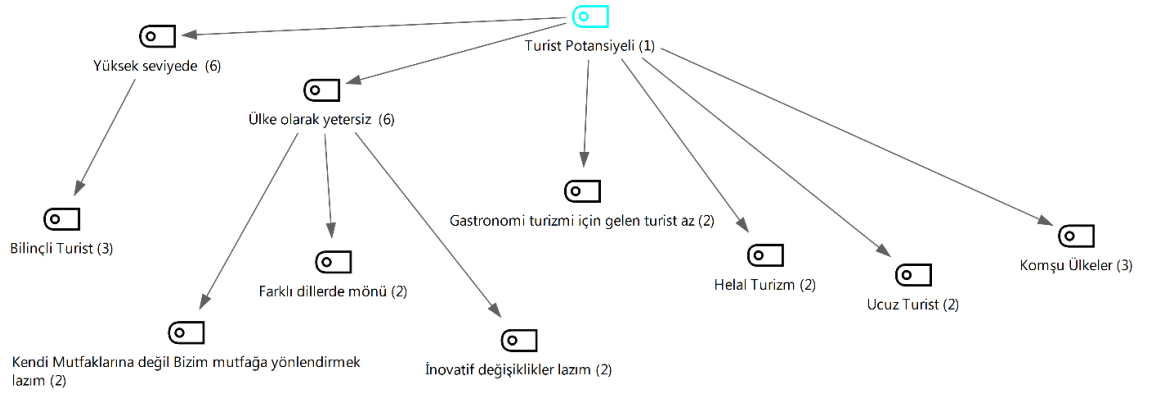 Turist Potansiyeli (1)
Yüksek seviyede (6)
Ülke olarak yetersiz (6)
Gastronomi turizmi için gelen turist az (2)
Bilinçli Turist (3)
Farklı dillerde mönü (2)
Helal Turizm (2)
Ucuz Turist (2)
Komşu Ülkeler (3)
Kendi Mutfaklarına değil Bizim mutfağa yönlendirmek
lazım (2)
İnovatif değişiklikler lazım (2)